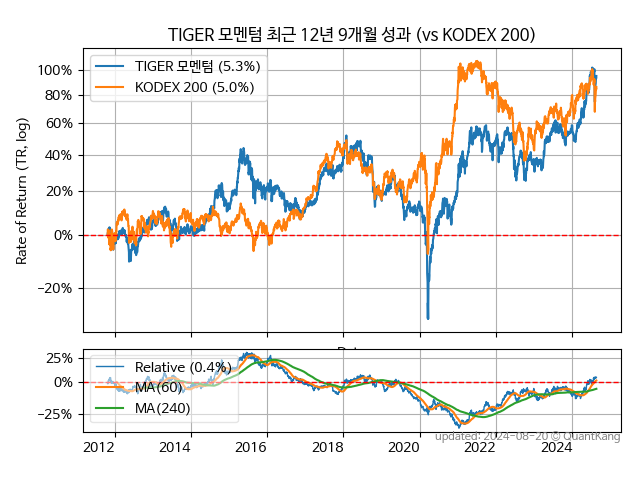 TIGER 모멘텀 최근 12년 9개월 성과 (vs KODEX 200)
TIGER 모멘텀 (5.3%)
KODEX 200 (5.0%)
Rate of Return (TR, log)
100%
80%
60%
40%
20%
0%
−20%
Relative (0.4%)
MA(60)
MA(240)
25%
0%
−25%
2012
2014
2016
2018
2020
2022
2024
updated: 2024-08-20 © QuantKang